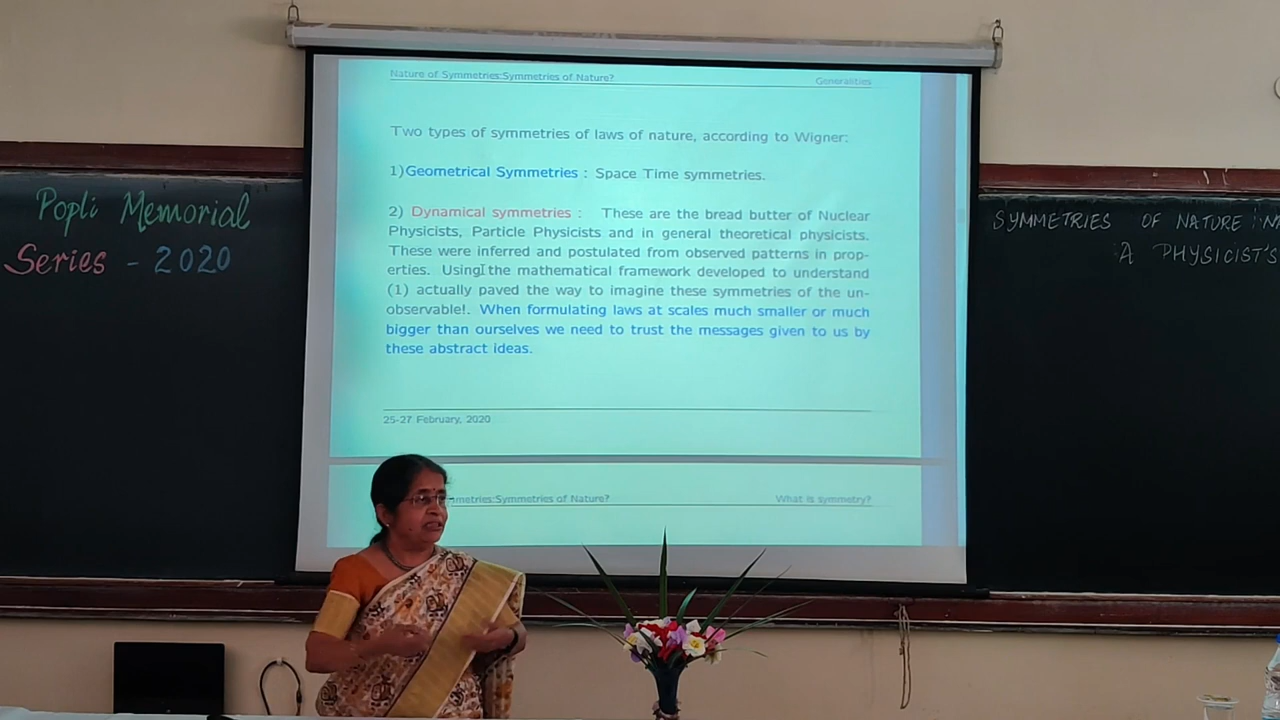 Popli Memorial
Series - 2020
Nature of Symmetries:Symmetries of Nature?
Generalities
Two types of symmetries of laws of nature, according to Wigner:
1)Geometrical Symmetries : Space Time symmetries.
2) Dynamical symmetries : These are the bread butter of Nuclear
Physicists, Particle Physicists and in general theoretical physicists.
These were inferred and postulated from observed patterns in prop-
erties. Using the mathematical framework developed to understand
(1) actually paved the way to imagine these symmetries of the un-
observable!. When formulating laws at scales much smaller or much
bigger than ourselves we need to trust the messages given to us by
these abstract ideas.
25-27 February, 2020
mmetries:Symmetries of Nature?
What is symmetry?
SYMMETRIES OF NATURE : NA
A PHYSICIST'S